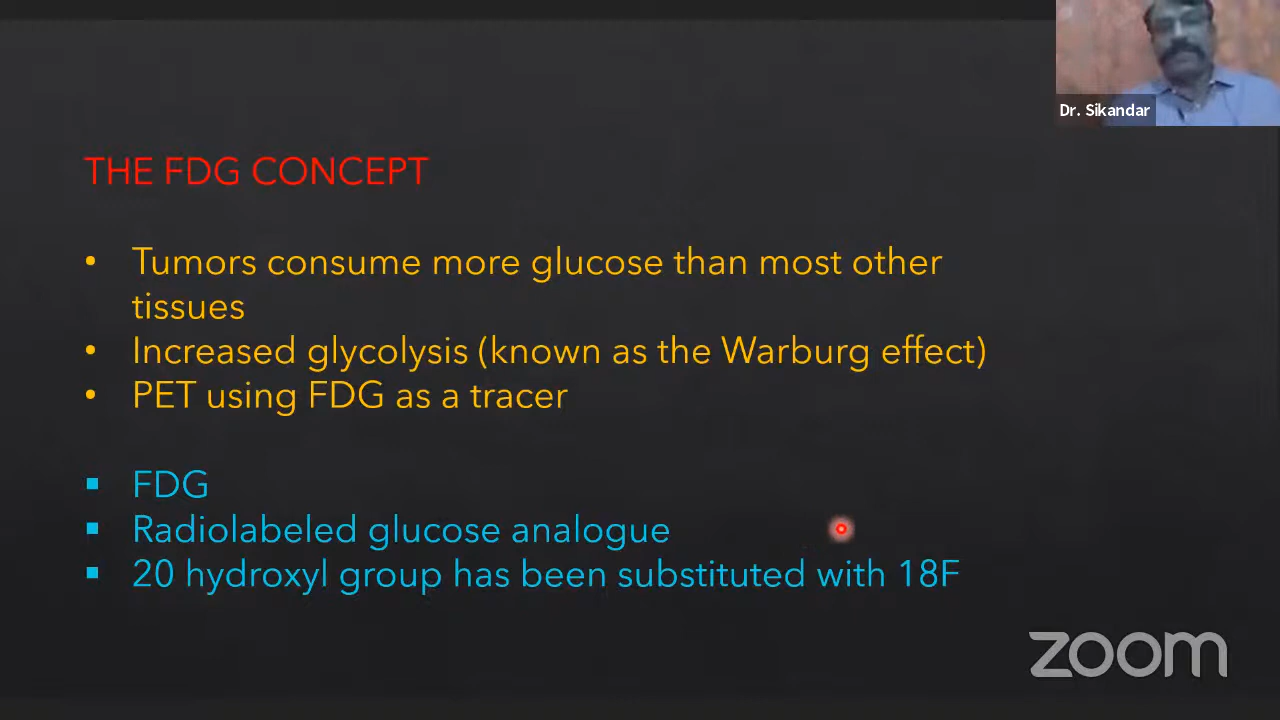 Dr. Sikandar
THE FDG CONCEPT
• Tumors consume more glucose than most other
tissues
• Increased glycolysis (known as the Warburg effect)
• PET using FDG as a tracer
▪ FDG
▪ Radiolabeled glucose analogue
▪ 20 hydroxyl group has been substituted with 18F
zoom